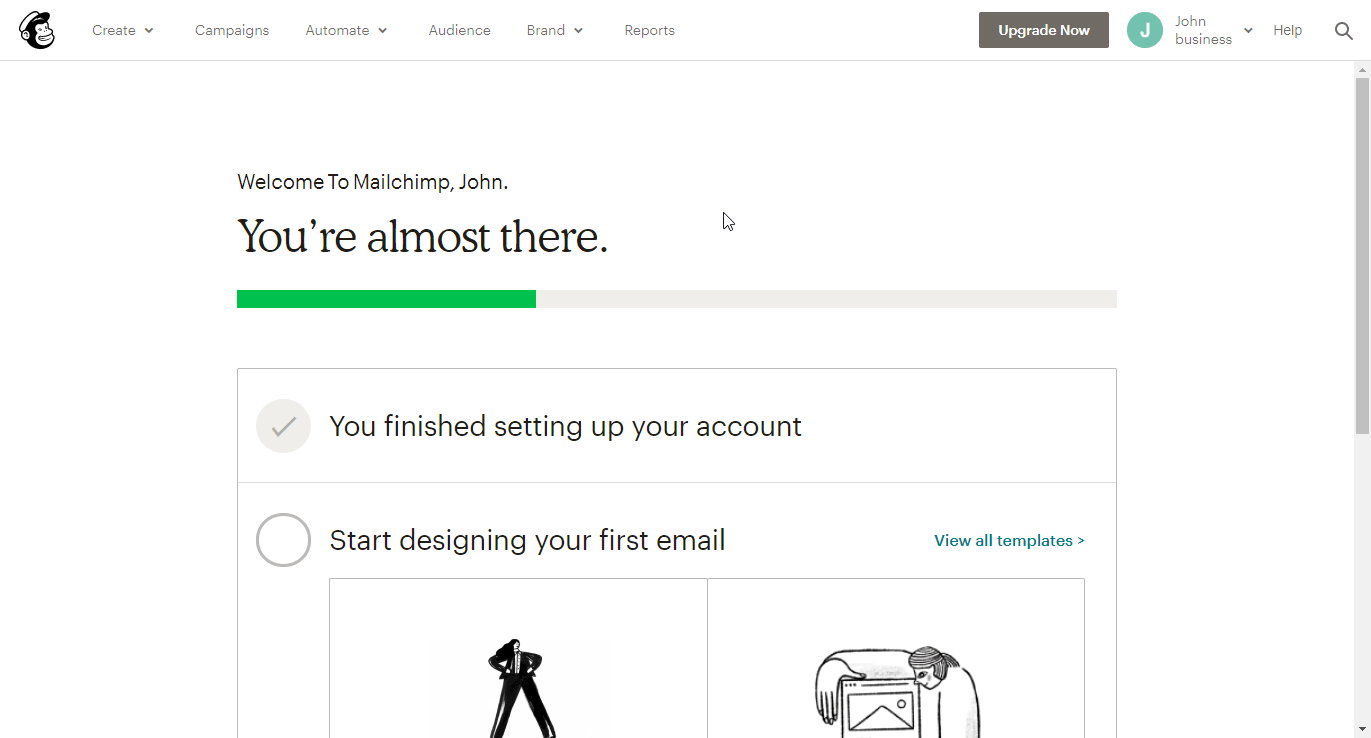 Create Campaigns Automate Audience Brand Reports Upgrade Now J John business Help
Welcome To Mailchimp, John.
You're almost there.
You finished setting up your account
Start designing your first email View all templates >